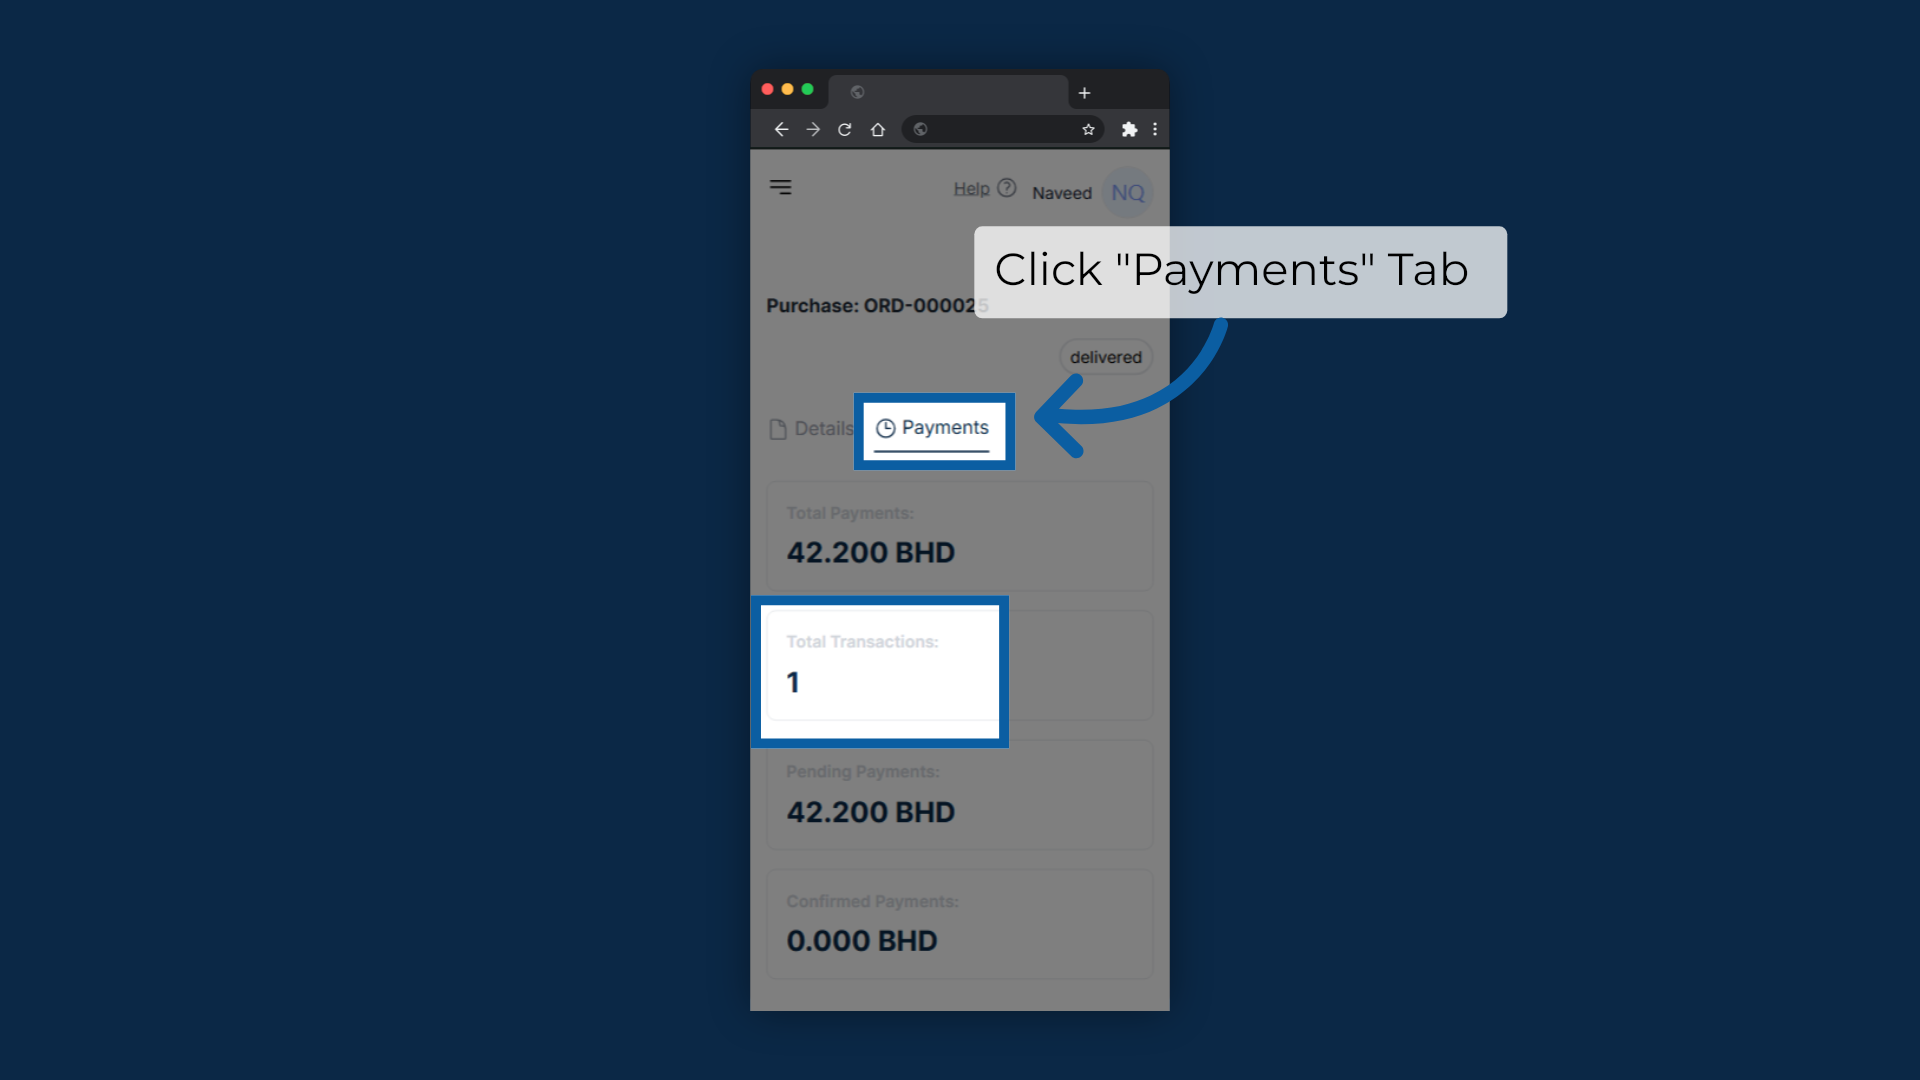 Help ?
Naveed
NQ
Click "Payments" Tab
Purchase: ORD-000025
delivered
Details
Payments
Total Payments:
42.200 BHD
Total Transactions:
1
Pending Payments:
42.200 BHD
Confirmed Payments:
0.000 BHD